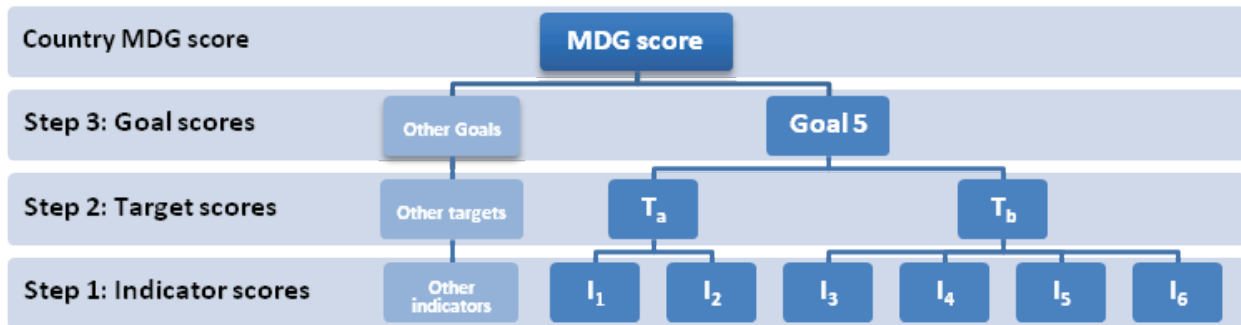 Country MDG score
MDG score
Step 3: Goal scores
Other Goals
Goal 5
Step 2: Target scores
Other targets
Tₐ
T_b
Step 1: Indicator scores
Other
indicators
I₁
I₂
I₃
I₄
I₅
I₆